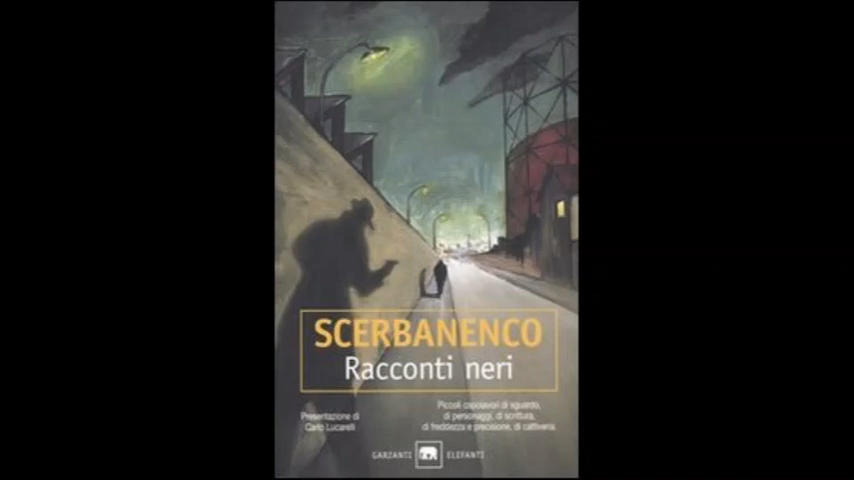 SCERBANENCO
Racconti neri
Presentazione di
Carlo Lucarelli
Piccoli capolavori di sguardo,
di personaggi, di scrittura,
di freddezza e precisione, di cattiveria.
GARZANTI ELEFANTI